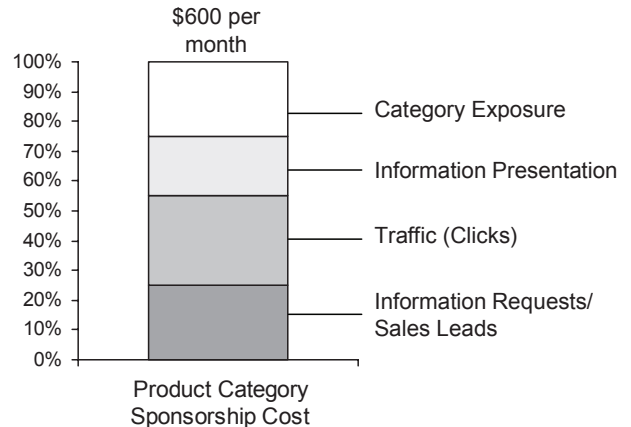 $600 per
month
100%
90%
80%
70%
60%
50%
40%
30%
20%
10%
0%
Category Exposure
Information Presentation
Traffic (Clicks)
Information Requests/
Sales Leads
Product Category
Sponsorship Cost